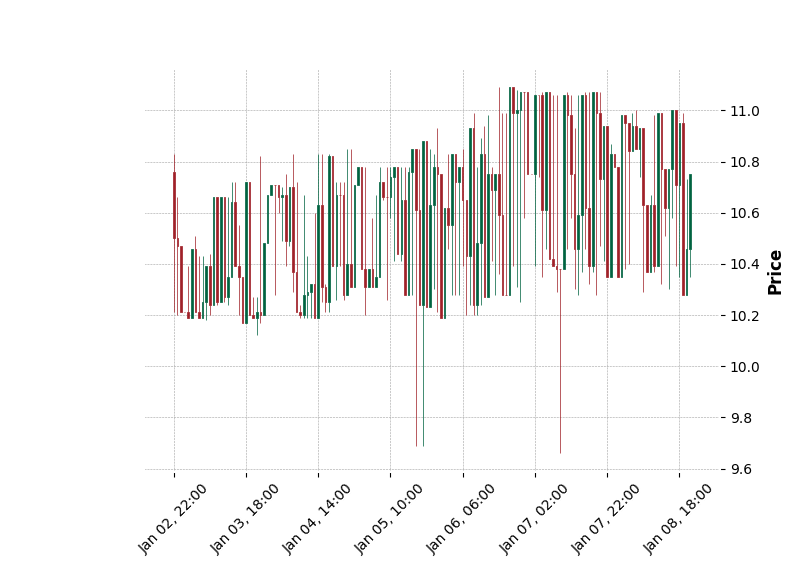 11.0
10.8
10.6
10.4
10.2
10.0
9.8
9.6
Price
Jan 02, 22:00
Jan 03, 18:00
Jan 04, 14:00
Jan 05, 10:00
Jan 06, 06:00
Jan 07, 02:00
Jan 07, 22:00
Jan 08, 18:00